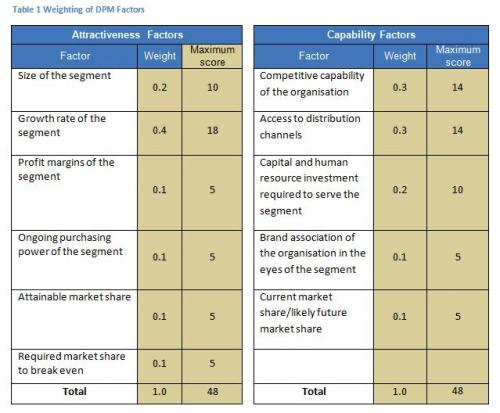 Table 1 Weighting of DPM Factors
Attractiveness Factors
Factor Weight Maximum
score
Size of the segment 0.2 10
Growth rate of the
segment 0.4 18
Profit margins of the
segment 0.1 5
Ongoing purchasing
power of the segment 0.1 5
Attainable market share 0.1 5
Required market share
to break even 0.1 5
Total 1.0 48
Capability Factors
Factor Weight Maximum
score
Competitive capability
of the organisation 0.3 14
Access to distribution
channels 0.3 14
Capital and human
resource investment
required to serve the
segment 0.2 10
Brand association of
the organisation in the
eyes of the segment 0.1 5
Current market
share/likely future
market share 0.1 5
Total 1.0 48